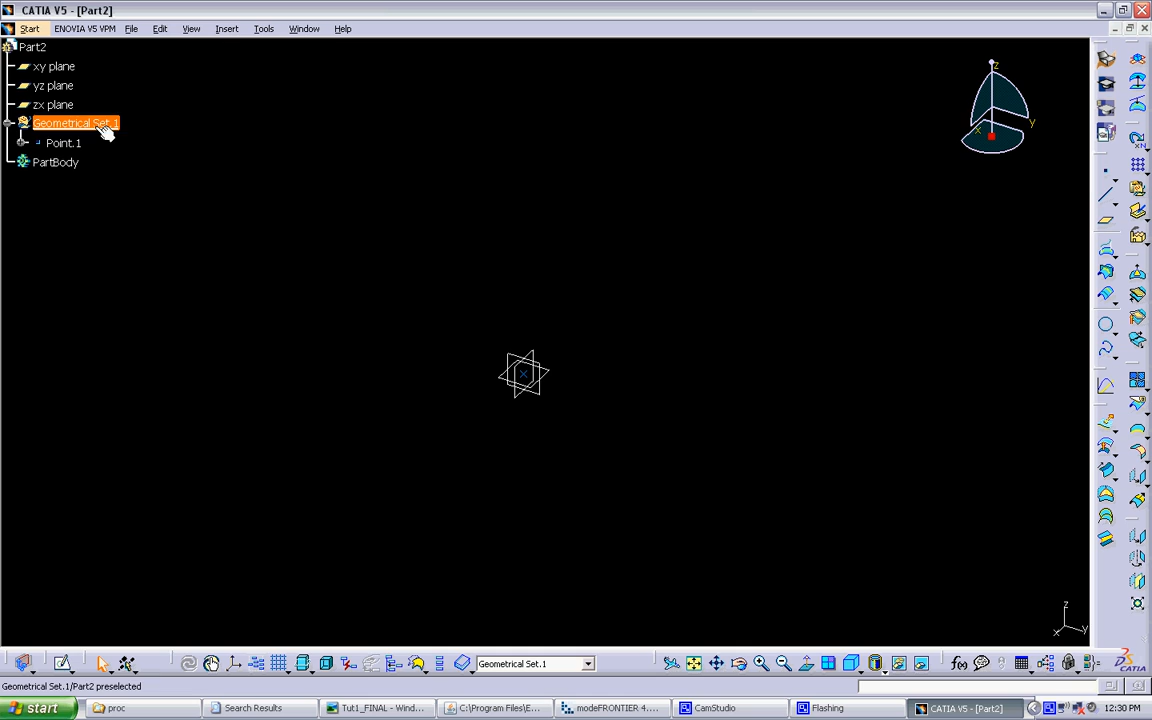 CATIA V5 - [Part2]
Start ENOVIA V5 VPM File Edit View Insert Tools Window Help
Part2
xy plane
yz plane
zx plane
Geometrical Set.1
Point.1
PartBody
z
y
x
z
x y
Geometrical Set.1
f(x)
CATIA
Geometrical Set.1/Part2 preselected
start proc Search Results Tut1_FINAL - Wind... C:\Program Files\E... modeFRONTIER 4.... CamStudio Flashing CATIA V5 - [Part2] 12:30 PM